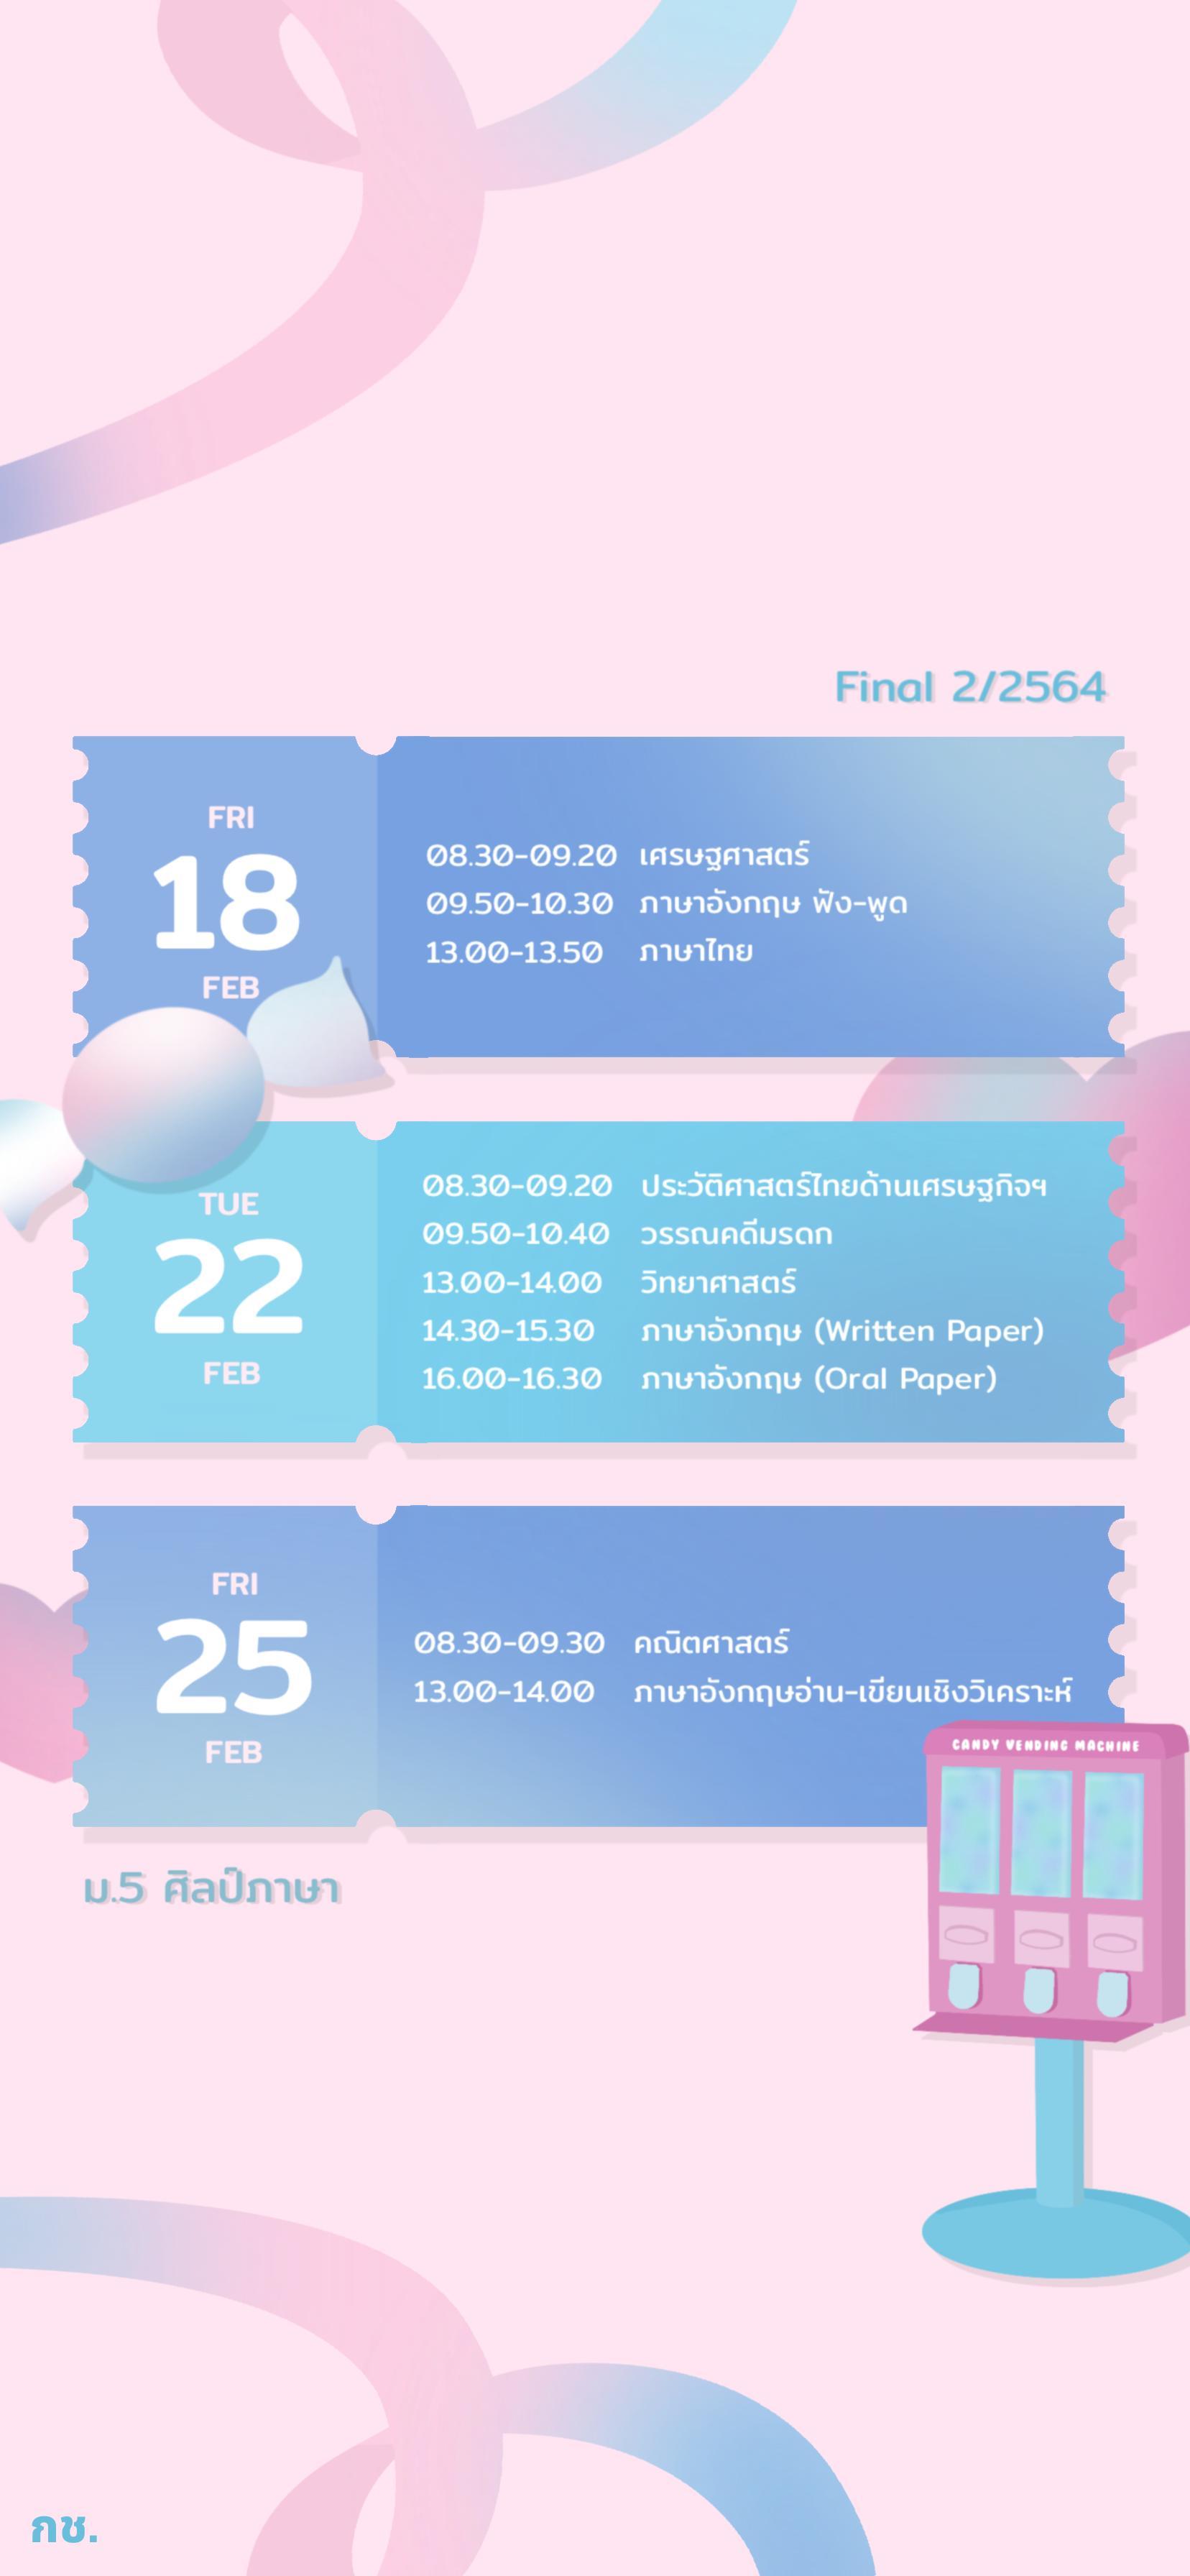 Final 2/2564
FRI
18
FEB
08.30-09.20 เศรษฐศาสตร์
09.50-10.30 ภาษาอังกฤษ ฟัง-พูด
13.00-13.50 ภาษาไทย
TUE
22
FEB
08.30-09.20 ประวัติศาสตร์ไทยด้านเศรษฐกิจฯ
09.50-10.40 วรรณคดีมรดก
13.00-14.00 วิทยาศาสตร์
14.30-15.30 ภาษาอังกฤษ (Written Paper)
16.00-16.30 ภาษาอังกฤษ (Oral Paper)
FRI
25
FEB
08.30-09.30 คณิตศาสตร์
13.00-14.00 ภาษาอังกฤษอ่าน-เขียนเชิงวิเคราะห์
CANDY VENDING MACHINE
ม.5 ศิลป์ภาษา
กช.